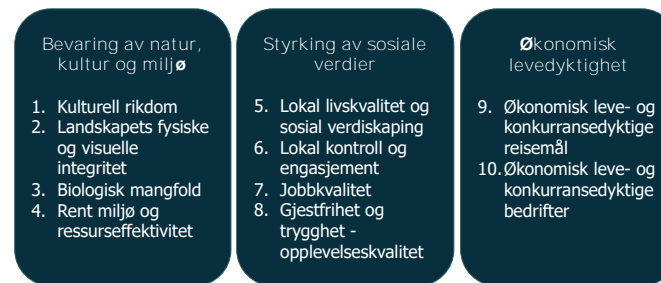 Bevaring av natur,
kultur og miljø
1. Kulturell rikdom
2. Landskapets fysiske
og visuelle
integritet
3. Biologisk mangfold
4. Rent miljø og
ressurseffektivitet
Styrking av sosiale
verdier
5. Lokal livskvalitet og
sosial verdiskaping
6. Lokal kontroll og
engasjement
7. Jobbkvalitet
8. Gjestfrihet og
trygghet -
opplevelseskvalitet
Økonomisk
levedyktighet
9. Økonomisk leve- og
konkurransedyktige
reisemål
10. Økonomisk leve- og
konkurransedyktige
bedrifter